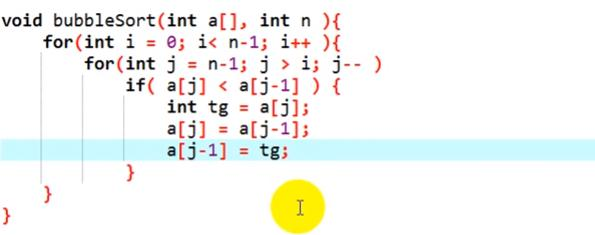 void bubbleSort(int a[], int n ){
    for(int i = 0; i< n-1; i++ ){
        for(int j = n-1; j > i; j-- )
            if( a[j] < a[j-1] ) {
                int tg = a[j];
                a[j] = a[j-1];
                a[j-1] = tg;
            }
    }
}